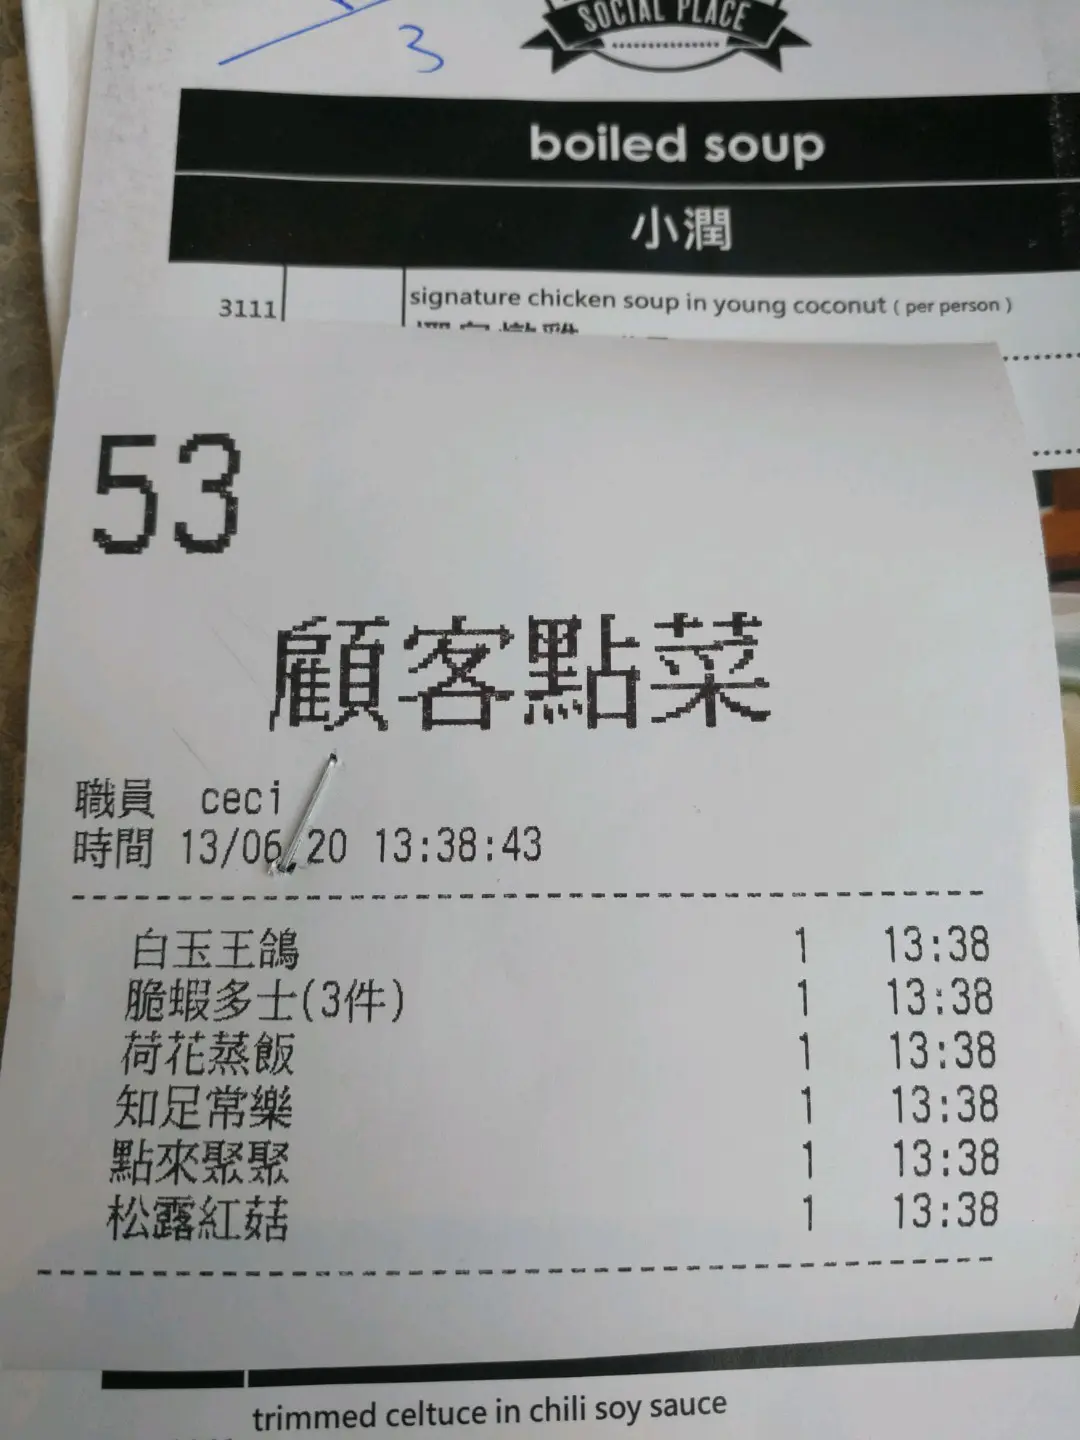 3
SOCIAL PLACE
boiled soup
小潤
3111 signature chicken soup in young coconut ( per person )
53
顧客點菜
職員 ceci
時間 13/06/20 13:38:43
白玉王鴿 1 13:38
脆蝦多士(3件) 1 13:38
荷花蒸飯 1 13:38
知足常樂 1 13:38
點來聚聚 1 13:38
松露紅菇 1 13:38
trimmed celtuce in chili soy sauce